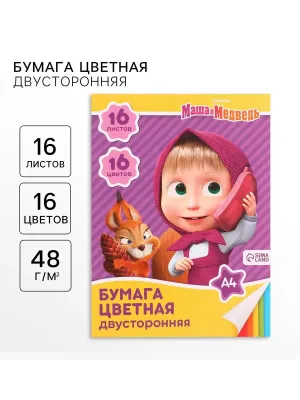 БУМАГА ЦВЕТНАЯ
ДВУСТОРОННЯЯ
16
ЛИСТОВ
16
ЦВЕТОВ
48
Г/М²
16
листов
Маша и Медведь
16
цветов
SIMA
LAND
А4
БУМАГА
ЦВЕТНАЯ
двусторонняя